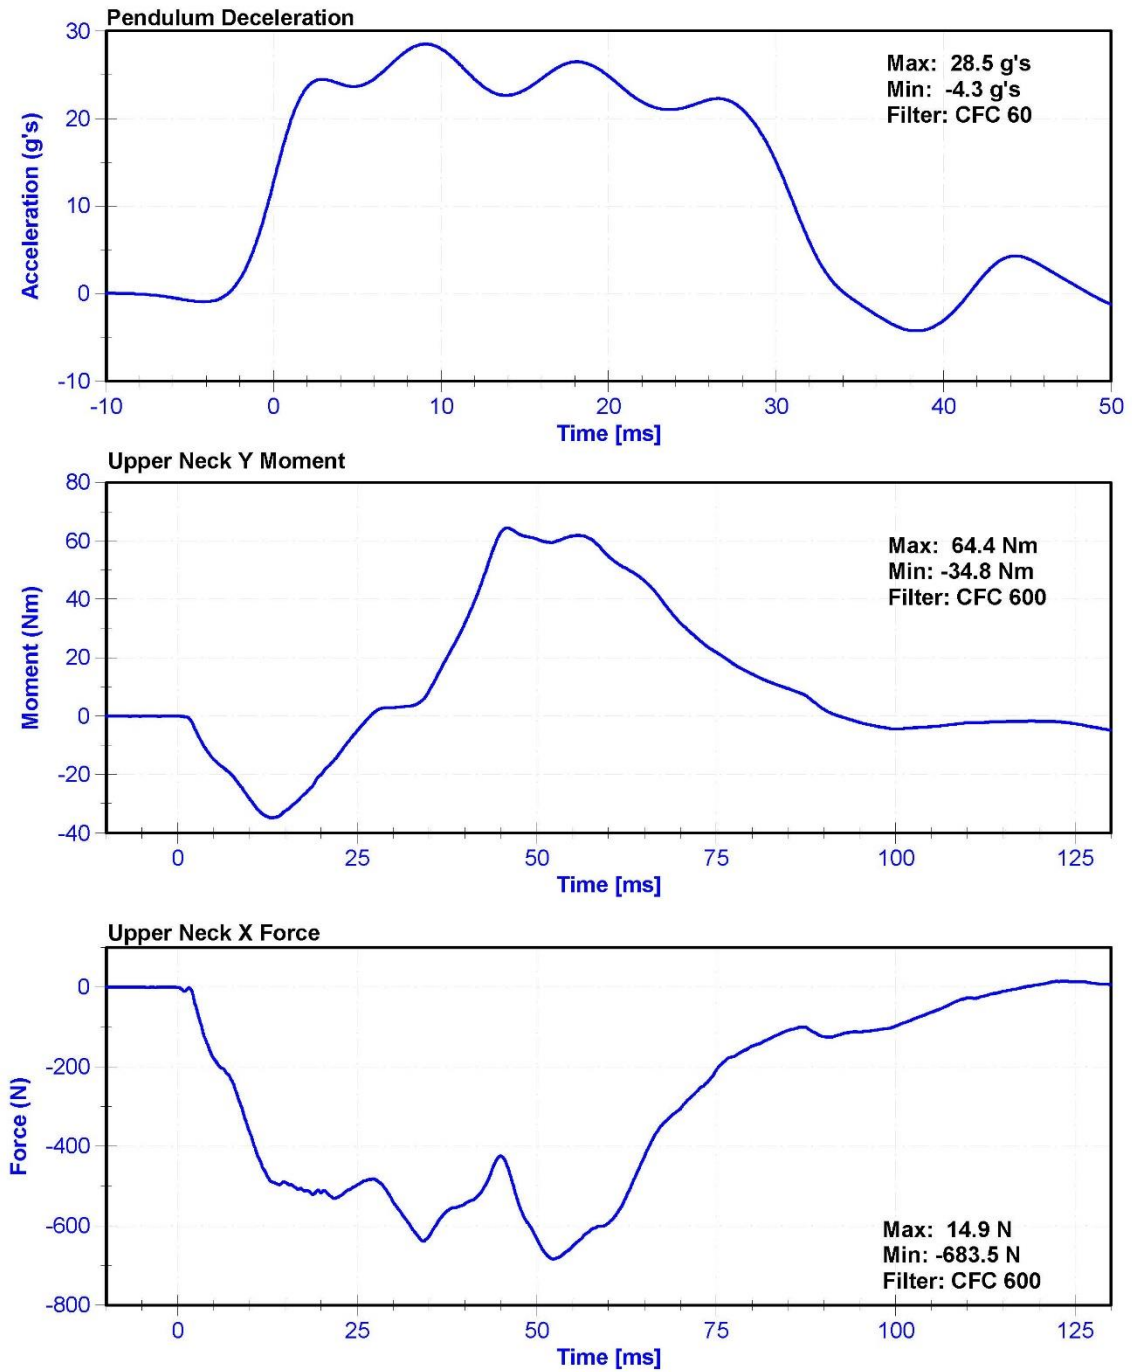 Pendulum Deceleration
30
20
10
0
-10
Acceleration (g's)
Max: 28.5 g's
Min: -4.3 g's
Filter: CFC 60
-10 0 10 20 30 40 50
Time [ms]
Upper Neck Y Moment
80
60
40
20
0
-20
-40
Moment (Nm)
Max: 64.4 Nm
Min: -34.8 Nm
Filter: CFC 600
0 25 50 75 100 125
Time [ms]
Upper Neck X Force
0
-200
-400
-600
-800
Force (N)
Max: 14.9 N
Min: -683.5 N
Filter: CFC 600
0 25 50 75 100 125
Time [ms]